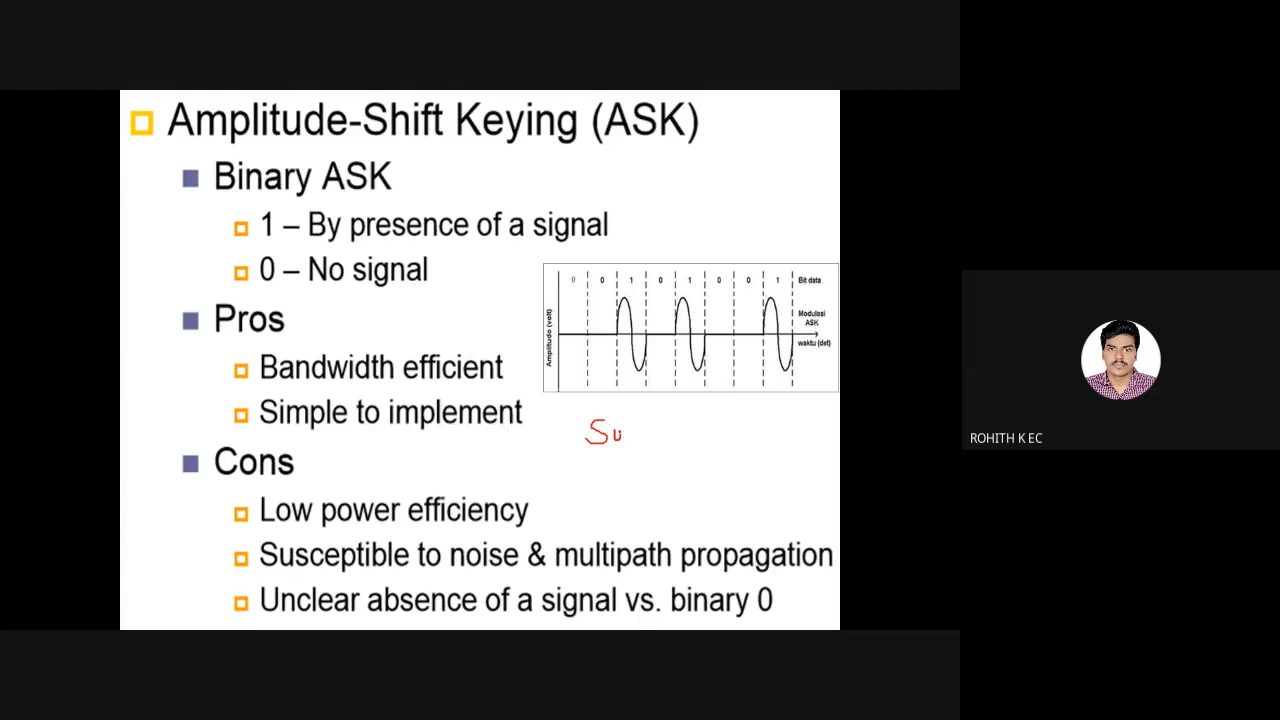 Amplitude-Shift Keying (ASK)
Binary ASK
1 – By presence of a signal
0 – No signal
0 0 1 0 1 0 0 1 Bit data
Amplitudo (volt)
Modulasi
ASK
waktu (det)
Pros
Bandwidth efficient
Simple to implement
Su
Cons
Low power efficiency
Susceptible to noise & multipath propagation
Unclear absence of a signal vs. binary 0
ROHITH K EC